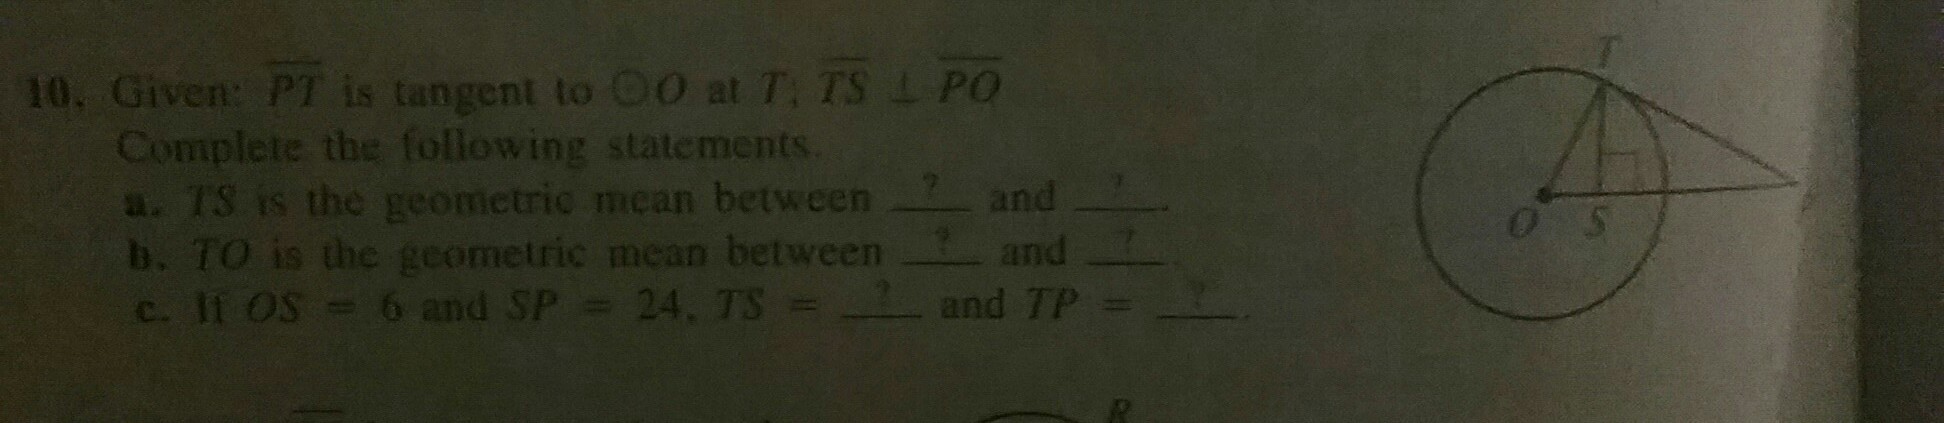 10. Given: PT is tangent to ⊙O at T; TS ⊥ PO
Complete the following statements.
a. TS is the geometric mean between ? and ?.
b. TO is the geometric mean between ? and ?.
c. If OS = 6 and SP = 24, TS = ? and TP = ?.
T
O S
P
R